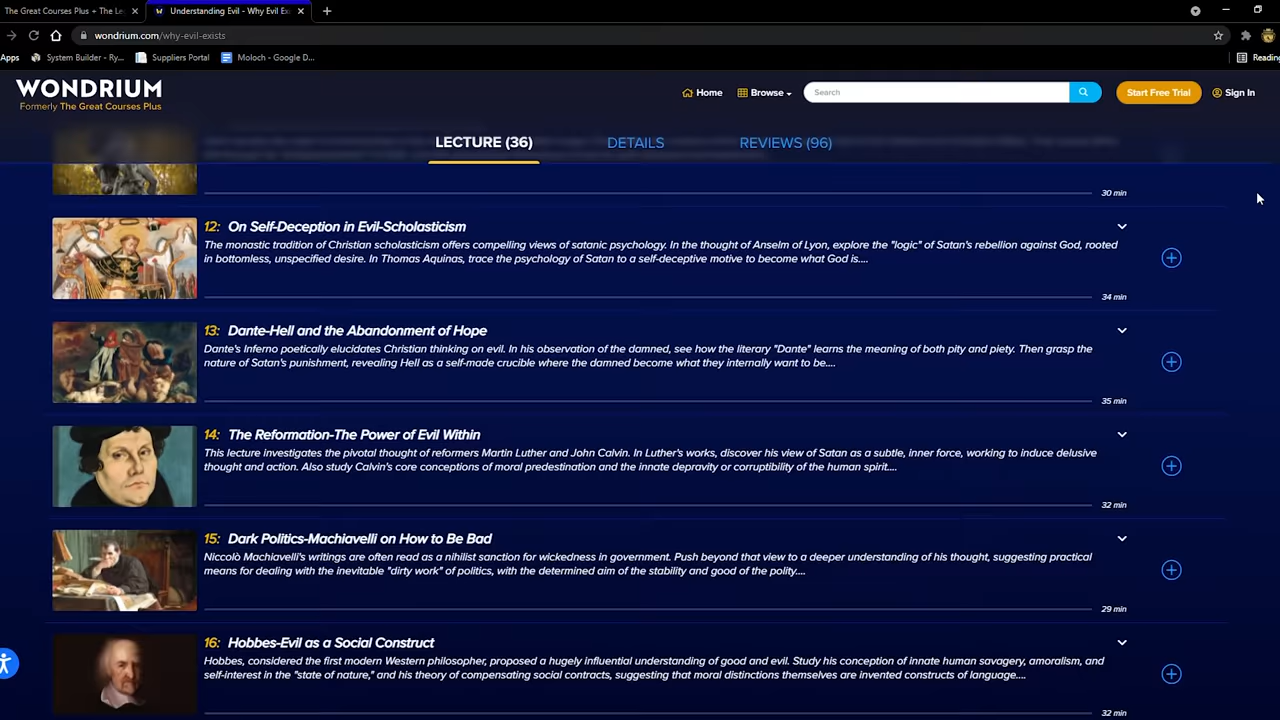 The Great Courses Plus + The Le
Understanding Evil - Why Evil Ex
wondrium.com/why-evil-exists
Apps
System Builder - Ry...
Suppliers Portal
Moloch - Google D...
Reading
WONDRIUM
Formerly The Great Courses Plus
Home
Browse
Search
Start Free Trial
Sign In
LECTURE (36)
DETAILS
REVIEWS (96)
30 min
12: On Self-Deception in Evil-Scholasticism
The monastic tradition of Christian scholasticism offers compelling views of satanic psychology. In the thought of Anselm of Lyon, explore the "logic" of Satan's rebellion against God, rooted
in bottomless, unspecified desire. In Thomas Aquinas, trace the psychology of Satan to a self-deceptive motive to become what God is....
34 min
13: Dante-Hell and the Abandonment of Hope
Dante's Inferno poetically elucidates Christian thinking on evil. In his observation of the damned, see how the literary "Dante" learns the meaning of both pity and piety. Then grasp the
nature of Satan's punishment, revealing Hell as a self-made crucible where the damned become what they internally want to be....
35 min
14: The Reformation-The Power of Evil Within
This lecture investigates the pivotal thought of reformers Martin Luther and John Calvin. In Luther's works, discover his view of Satan as a subtle, inner force, working to induce delusive
thought and action. Also study Calvin's core conceptions of moral predestination and the innate depravity or corruptibility of the human spirit....
32 min
15: Dark Politics-Machiavelli on How to Be Bad
Niccolò Machiavelli's writings are often read as a nihilist sanction for wickedness in government. Push beyond that view to a deeper understanding of his thought, suggesting practical
means for dealing with the inevitable "dirty work" of politics, with the determined aim of the stability and good of the polity....
29 min
16: Hobbes-Evil as a Social Construct
Hobbes, considered the first modern Western philosopher, proposed a hugely influential understanding of good and evil. Study his conception of innate human savagery, amoralism, and
self-interest in the "state of nature," and his theory of compensating social contracts, suggesting that moral distinctions themselves are invented constructs of language....
32 min